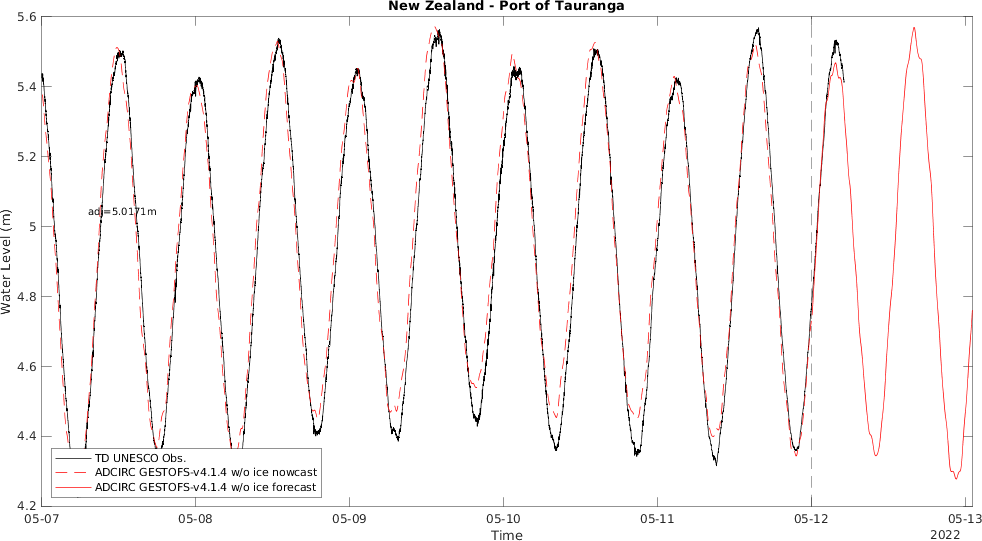 New Zealand - Port of Tauranga
5.6
5.4
5.2
5
4.8
4.6
4.4
4.2
Water Level (m)
adj=5.0171m
TD UNESCO Obs.
ADCIRC GESTOFS-v4.1.4 w/o ice nowcast
ADCIRC GESTOFS-v4.1.4 w/o ice forecast
05-07 05-08 05-09 05-10 05-11 05-12 05-13
Time
2022